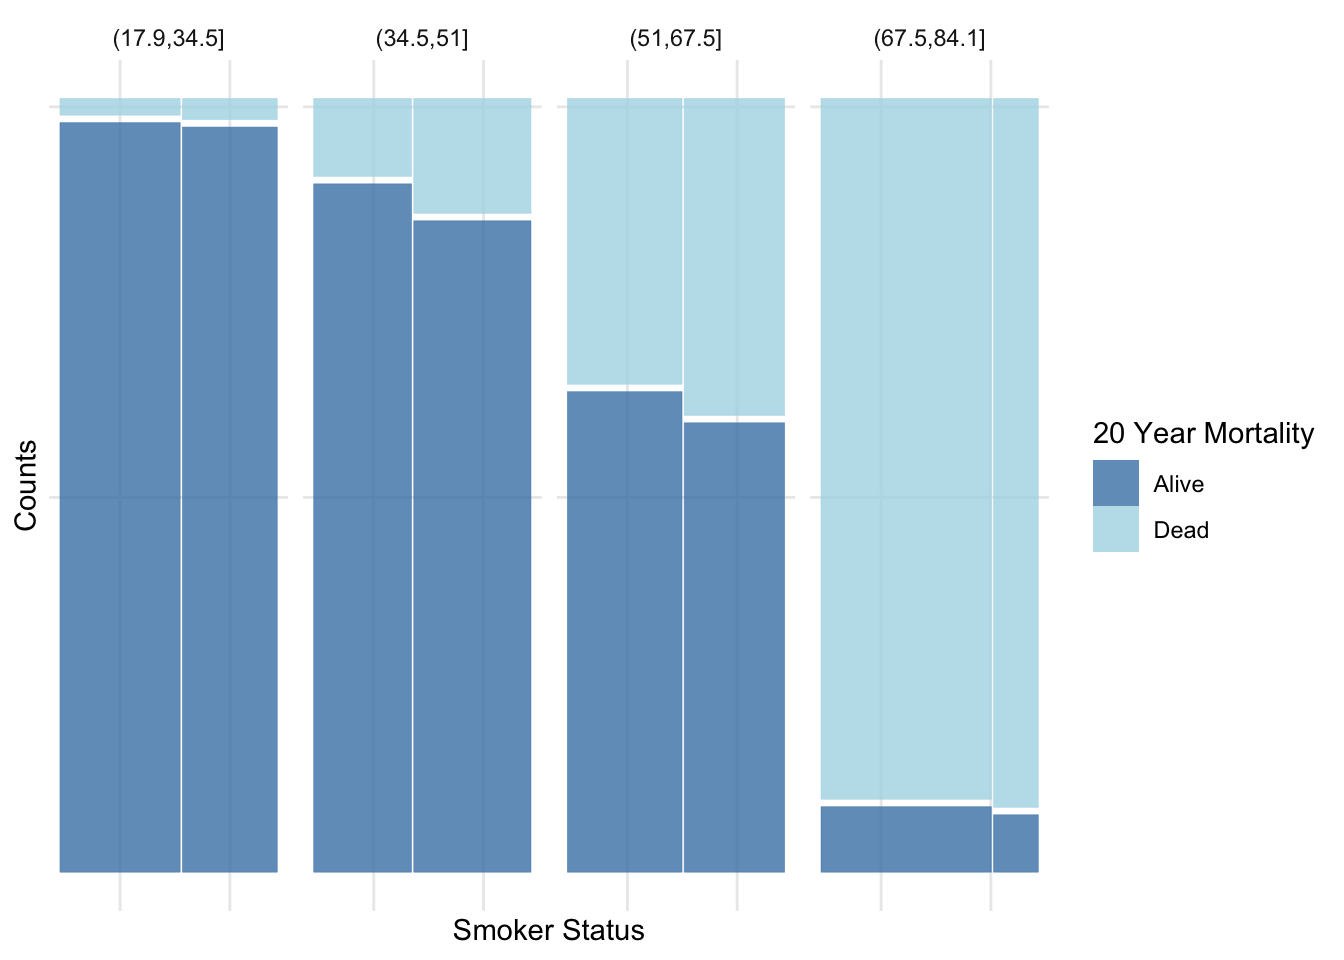 (17.9,34.5]
(34.5,51]
(51,67.5]
(67.5,84.1]
Counts
20 Year Mortality
Alive
Dead
Smoker Status